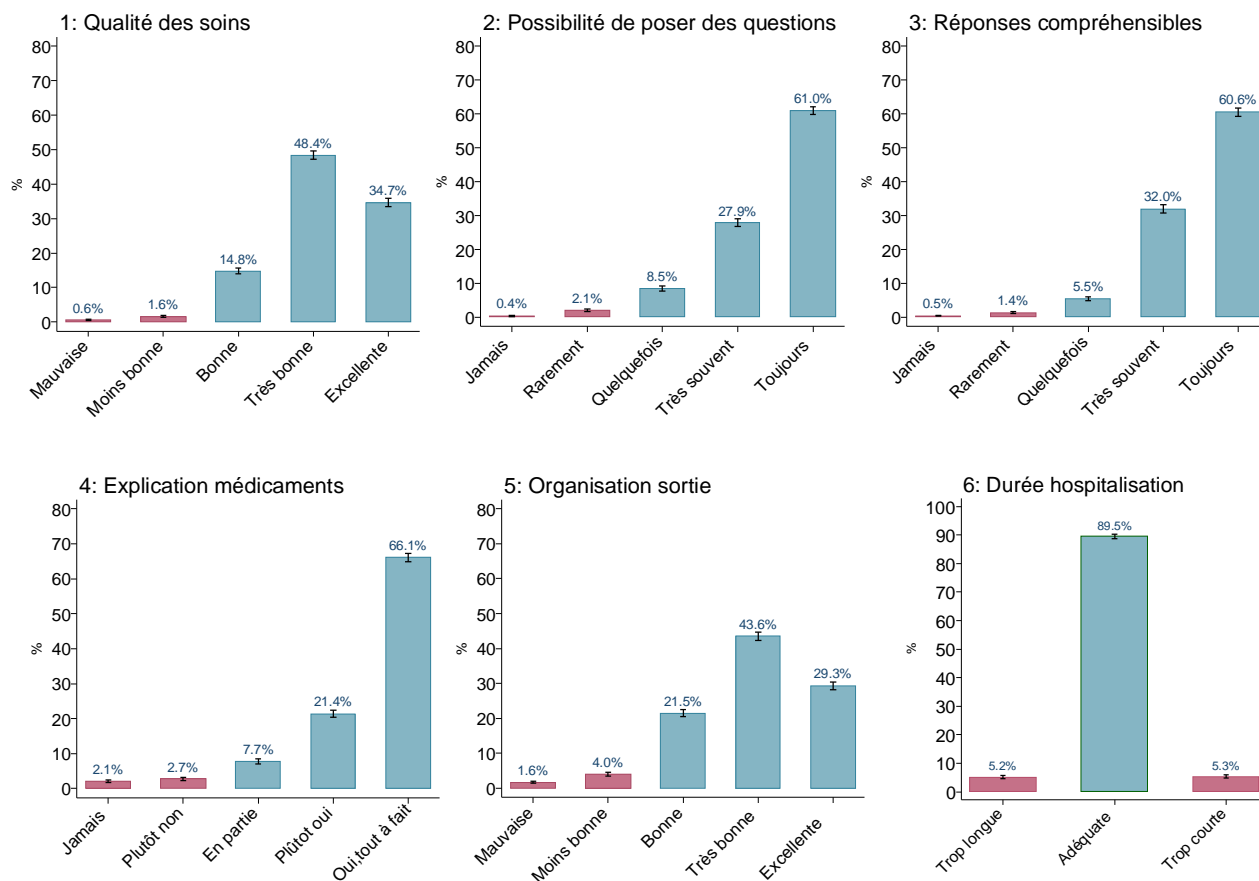 1: Qualité des soins
80
70
60
50
40
30
20
10
0
%
0.6%
1.6%
14.8%
48.4%
34.7%
Mauvaise
Moins bonne
Bonne
Très bonne
Excellente
2: Possibilité de poser des questions
80
70
60
50
40
30
20
10
0
%
0.4%
2.1%
8.5%
27.9%
61.0%
Jamais
Rarement
Quelquefois
Très souvent
Toujours
3: Réponses compréhensibles
80
70
60
50
40
30
20
10
0
%
0.5%
1.4%
5.5%
32.0%
60.6%
Jamais
Rarement
Quelquefois
Très souvent
Toujours
4: Explication médicaments
80
70
60
50
40
30
20
10
0
%
2.1%
2.7%
7.7%
21.4%
66.1%
Jamais
Plutôt non
En partie
Plûtot oui
Oui,tout à fait
5: Organisation sortie
80
70
60
50
40
30
20
10
0
%
1.6%
4.0%
21.5%
43.6%
29.3%
Mauvaise
Moins bonne
Bonne
Très bonne
Excellente
6: Durée hospitalisation
100
90
80
70
60
50
40
30
20
10
0
%
5.2%
89.5%
5.3%
Trop longue
Adéquate
Trop courte